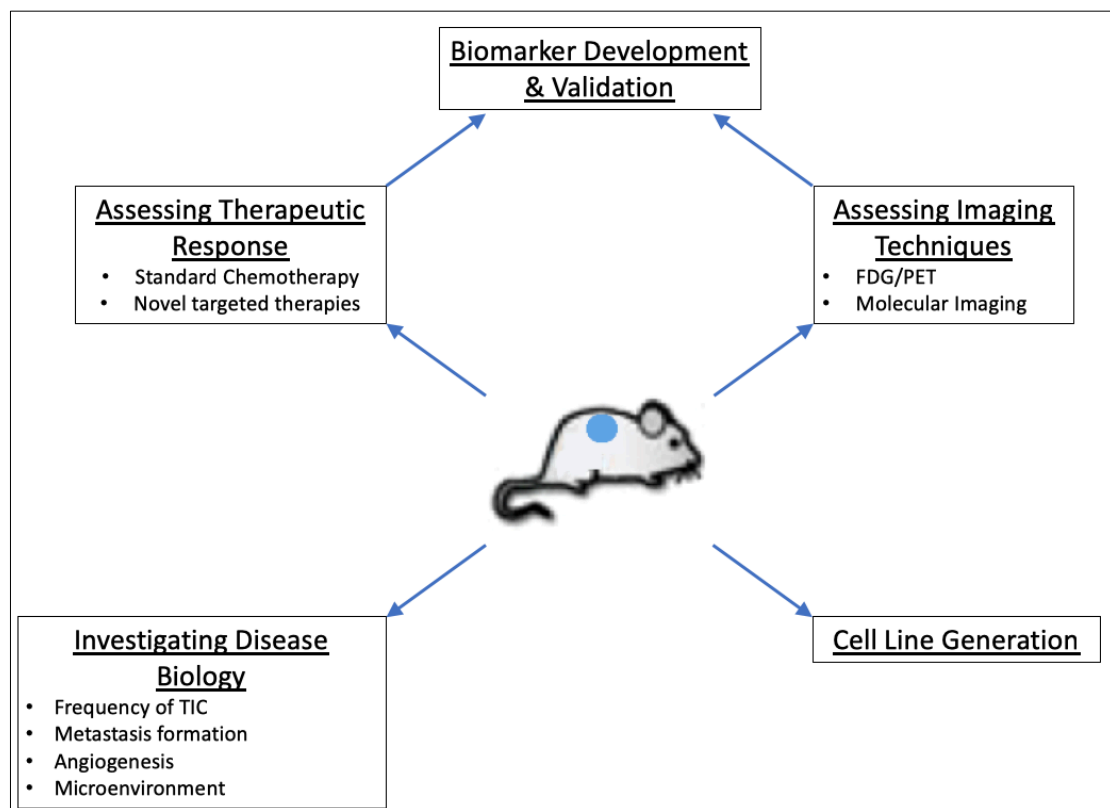 Biomarker Development
& Validation
Assessing Therapeutic
Response
• Standard Chemotherapy
• Novel targeted therapies
Assessing Imaging
Techniques
• FDG/PET
• Molecular Imaging
Investigating Disease
Biology
• Frequency of TIC
• Metastasis formation
• Angiogenesis
• Microenvironment
Cell Line Generation